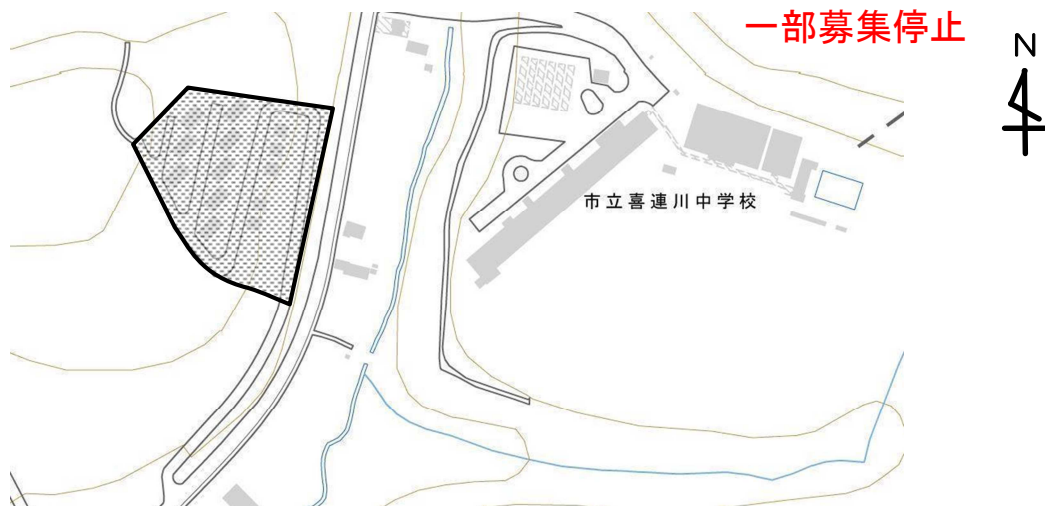 一部募集停止
N
市立喜連川中学校